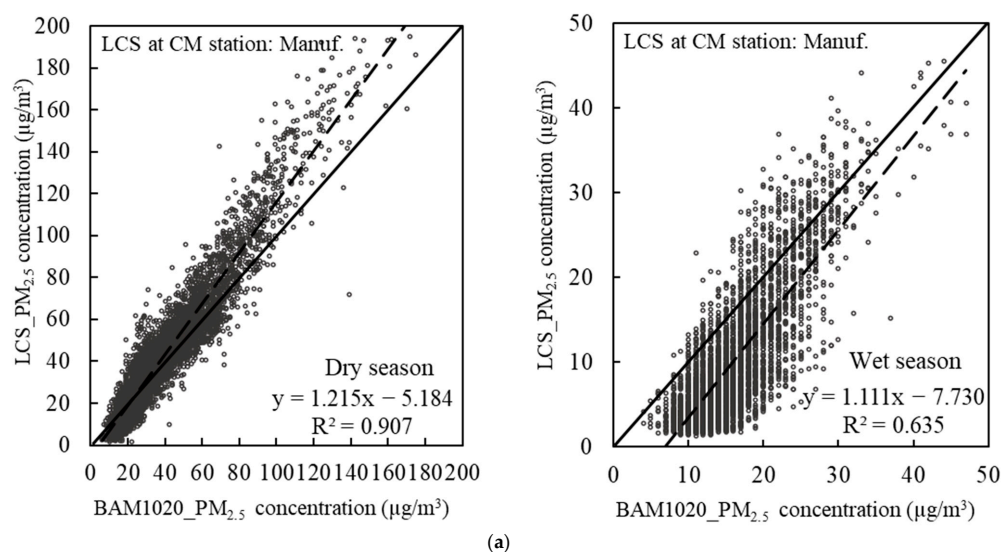 LCS at CM station: Manuf.
LCS_PM2.5 concentration (µg/m³)
200
180
160
140
120
100
80
60
40
20
0
Dry season
y = 1.215x − 5.184
R² = 0.907
0 20 40 60 80 100 120 140 160 180 200
BAM1020_PM2.5 concentration (µg/m³)
LCS at CM station: Manuf.
LCS_PM2.5 concentration (µg/m³)
50
40
30
20
10
0
Wet season
y = 1.111x − 7.730
R² = 0.635
0 10 20 30 40 50
BAM1020_PM2.5 concentration (µg/m³)
(a)